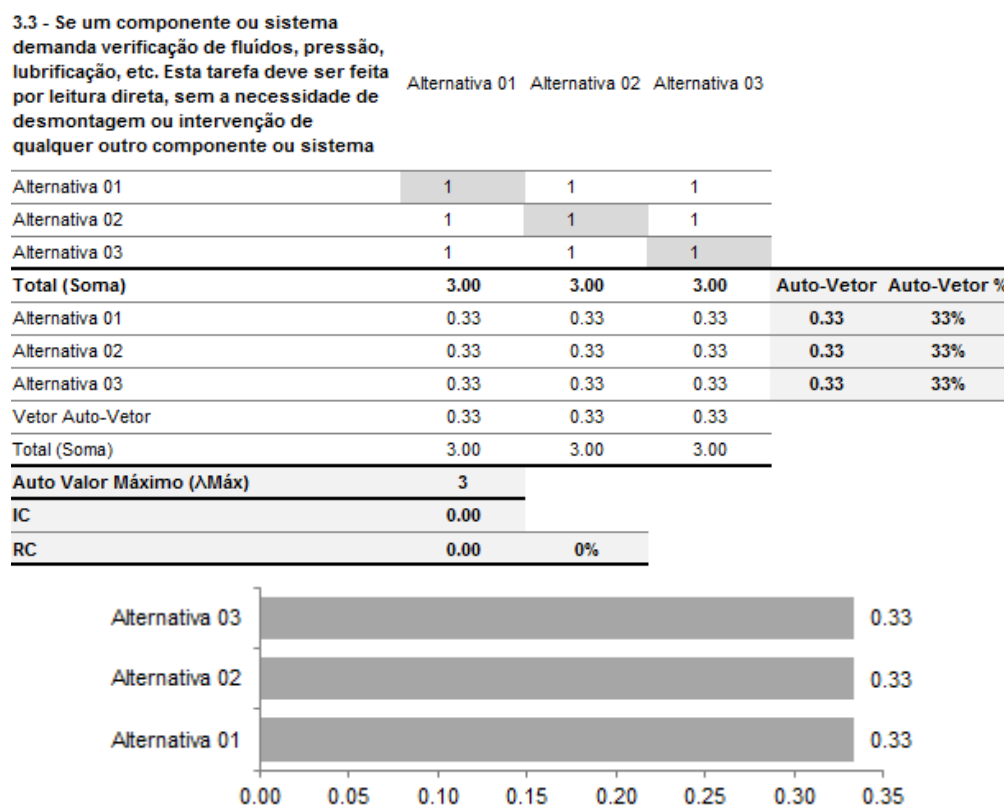 3.3 - Se um componente ou sistema
demanda verificação de fluídos, pressão,
lubrificação, etc. Esta tarefa deve ser feita
por leitura direta, sem a necessidade de
desmontagem ou intervenção de
qualquer outro componente ou sistema
Alternativa 01 Alternativa 02 Alternativa 03
Alternativa 01 1 1 1
Alternativa 02 1 1 1
Alternativa 03 1 1 1
Total (Soma) 3.00 3.00 3.00 Auto-Vetor Auto-Vetor %
Alternativa 01 0.33 0.33 0.33 0.33 33%
Alternativa 02 0.33 0.33 0.33 0.33 33%
Alternativa 03 0.33 0.33 0.33 0.33 33%
Vetor Auto-Vetor 0.33 0.33 0.33
Total (Soma) 3.00 3.00 3.00
Auto Valor Máximo (ΛMáx) 3
IC 0.00
RC 0.00 0%
Alternativa 03 0.33
Alternativa 02 0.33
Alternativa 01 0.33
0.00 0.05 0.10 0.15 0.20 0.25 0.30 0.35